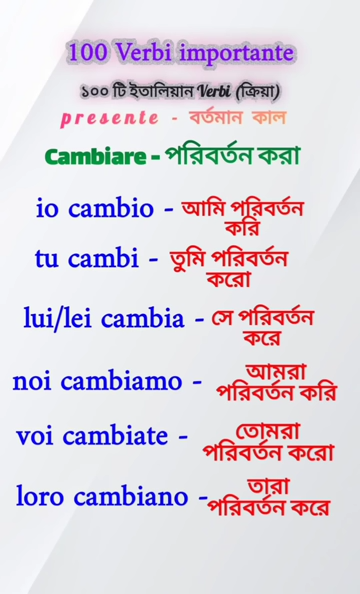 100 Verbi importante
১০০ টি ইতালিয়ান Verbi (ক্রিয়া)
presente - বর্তমান কাল
Cambiare - পরিবর্তন করা
io cambio - আমি পরিবর্তন
করি
tu cambi - তুমি পরিবর্তন
করো
lui/lei cambia - সে পরিবর্তন
করে
noi cambiamo - আমরা
পরিবর্তন করি
voi cambiate - তোমরা
পরিবর্তন করো
loro cambiano - তারা
পরিবর্তন করে